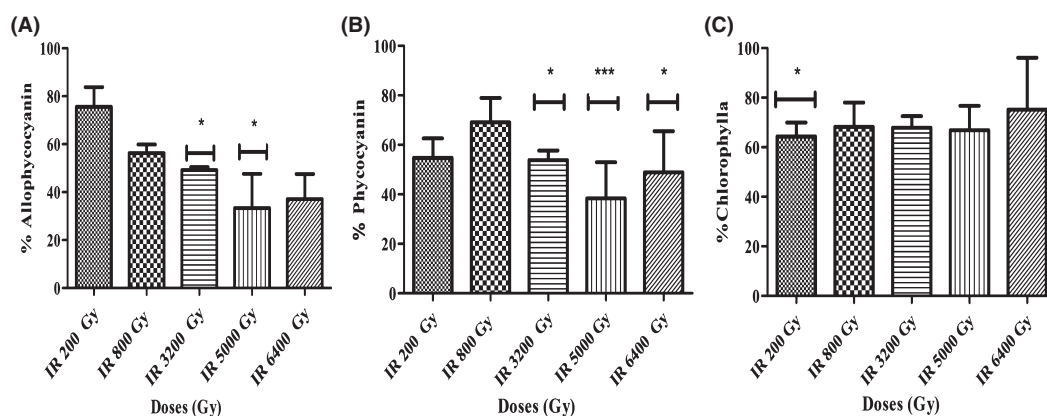 (A)
% Allophycocyanin
100
80
60
40
20
0
* *
IR 200 Gy
IR 800 Gy
IR 3200 Gy
IR 5000 Gy
IR 6400 Gy
Doses (Gy)
(B)
% Phycocyanin
100
80
60
40
20
0
* *** *
IR 200 Gy
IR 800 Gy
IR 3200 Gy
IR 5000 Gy
IR 6400 Gy
Doses (Gy)
(C)
%Chlorophylla
100
80
60
40
20
0
*
IR 200 Gy
IR 800 Gy
IR 3200 Gy
IR 5000 Gy
IR 6400 Gy
Doses (Gy)